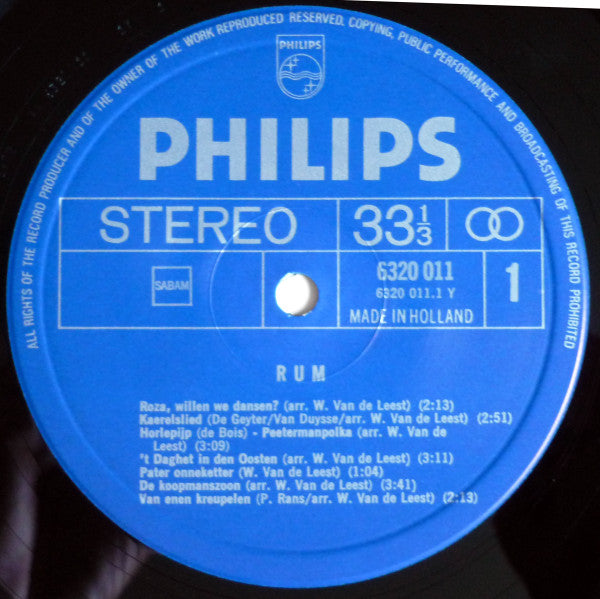 ALL RIGHTS OF THE RECORD PRODUCER AND OF THE OWNER OF THE WORK REPRODUCED RESERVED. COPYING, PUBLIC PERFORMANCE AND BROADCASTING OF THIS RECORD PROHIBITED
PHILIPS
PHILIPS
STEREO 33⅓
SABAM 6320 011 1
6320 011.1 Y
MADE IN HOLLAND
RUM
Roza, willen we dansen? (arr. W. Van de Leest) (2:13)
Kaerelslied (De Geyter/Van Duysse/arr. W. Van de Leest) (2:51)
Horlepijp (de Bois) - Peetermanpolka (arr. W. Van de
Leest) (3:09)
't Daghet in den Oosten (arr. W. Van de Leest) (3:11)
Pater onneketter (W. Van de Leest) (1:04)
De koopmanszoon (arr. W. Van de Leest) (3:41)
Van enen kreupelen (P. Rans/arr. W. Van de Leest) (2:13)